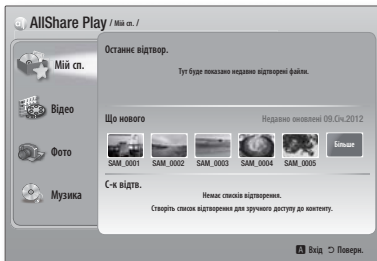 AllShare Play / Мій сп. /
Мій сп.
Відео
Фото
Музика
Останнє відтвор.
Тут буде показано недавно відтворені файли.
Що нового
Недавно оновлені 09.Січ.2012
SAM_0001 SAM_0002 SAM_0003 SAM_0004 SAM_0005 Більше
С-к відтв.
Немає списків відтворення.
Створіть список відтворення для зручного доступу до контенту.
A Вхід Поверн.